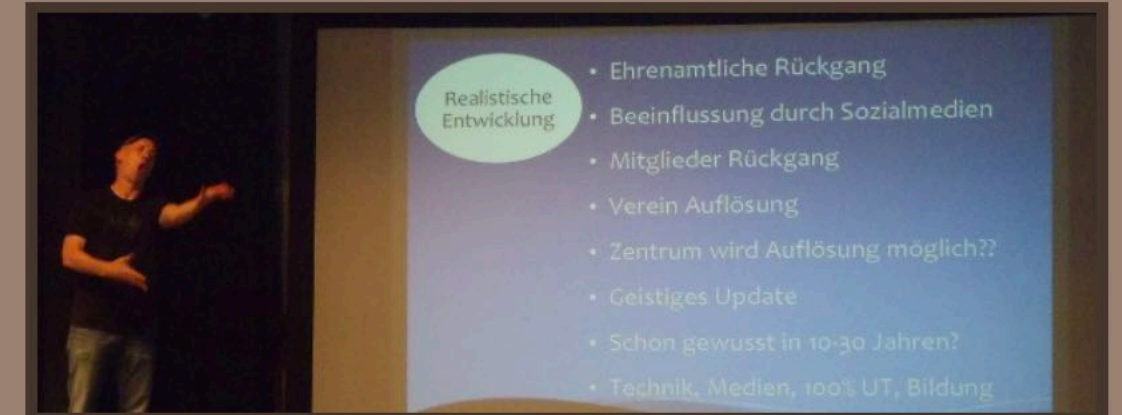 Realistische
Entwicklung
• Ehrenamtliche Rückgang
• Beeinflussung durch Sozialmedien
• Mitglieder Rückgang
• Verein Auflösung
• Zentrum wird Auflösung möglich??
• Geistiges Update
• Schon gewusst in 10-30 Jahren?
• Technik, Medien, 100% UT, Bildung